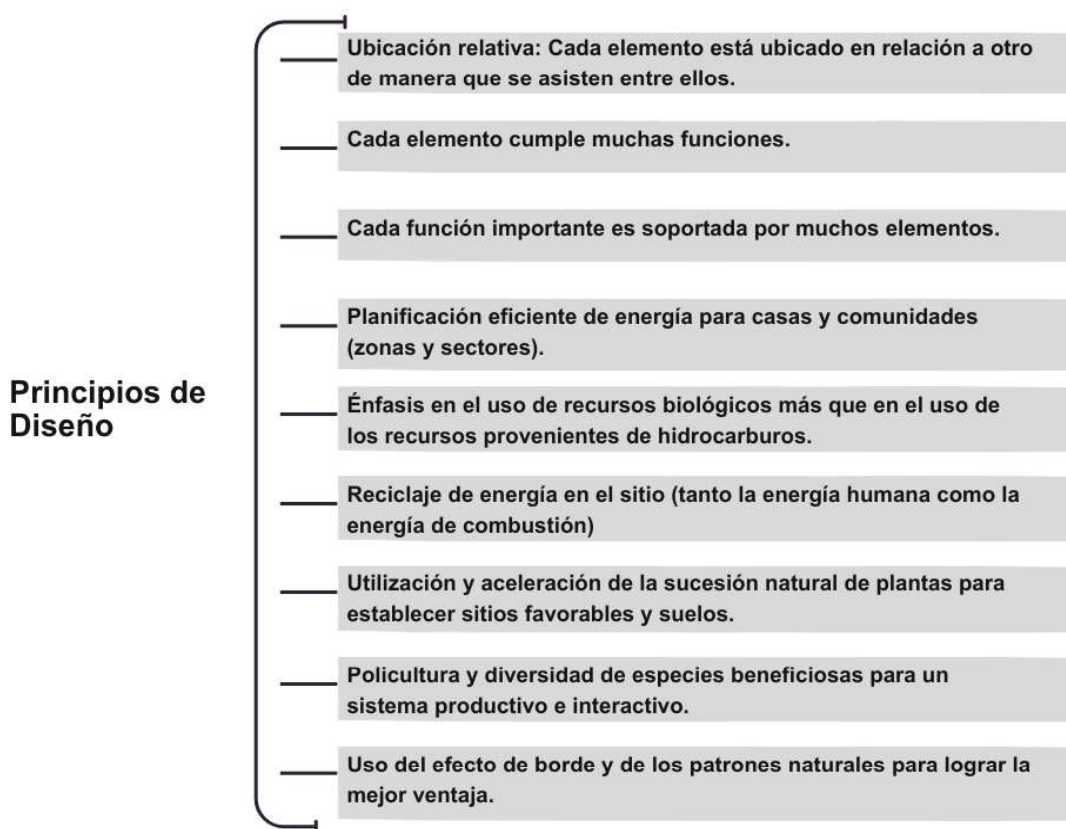 Principios de
Diseño
Ubicación relativa: Cada elemento está ubicado en relación a otro
de manera que se asisten entre ellos.
Cada elemento cumple muchas funciones.
Cada función importante es soportada por muchos elementos.
Planificación eficiente de energía para casas y comunidades
(zonas y sectores).
Énfasis en el uso de recursos biológicos más que en el uso de
los recursos provenientes de hidrocarburos.
Reciclaje de energía en el sitio (tanto la energía humana como la
energía de combustión)
Utilización y aceleración de la sucesión natural de plantas para
establecer sitios favorables y suelos.
Policultura y diversidad de especies beneficiosas para un
sistema productivo e interactivo.
Uso del efecto de borde y de los patrones naturales para lograr la
mejor ventaja.